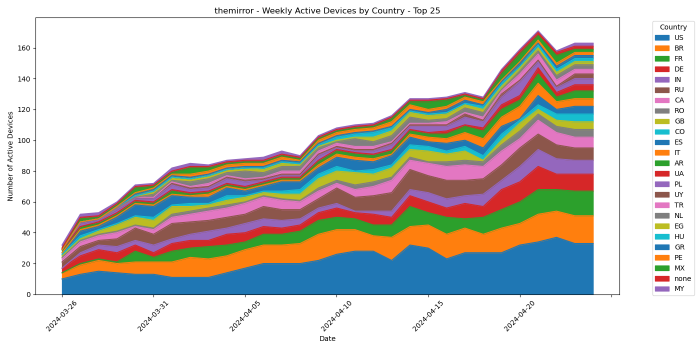 themirror - Weekly Active Devices by Country - Top 25
Number of Active Devices
160
140
120
100
80
60
40
20
0
2024-03-26
2024-03-31
2024-04-05
2024-04-10
2024-04-15
2024-04-20
Date
Country
US
BR
FR
DE
IN
RU
CA
RO
GB
CO
ES
IT
AR
UA
PL
UY
TR
NL
EG
HU
GR
PE
MX
none
MY